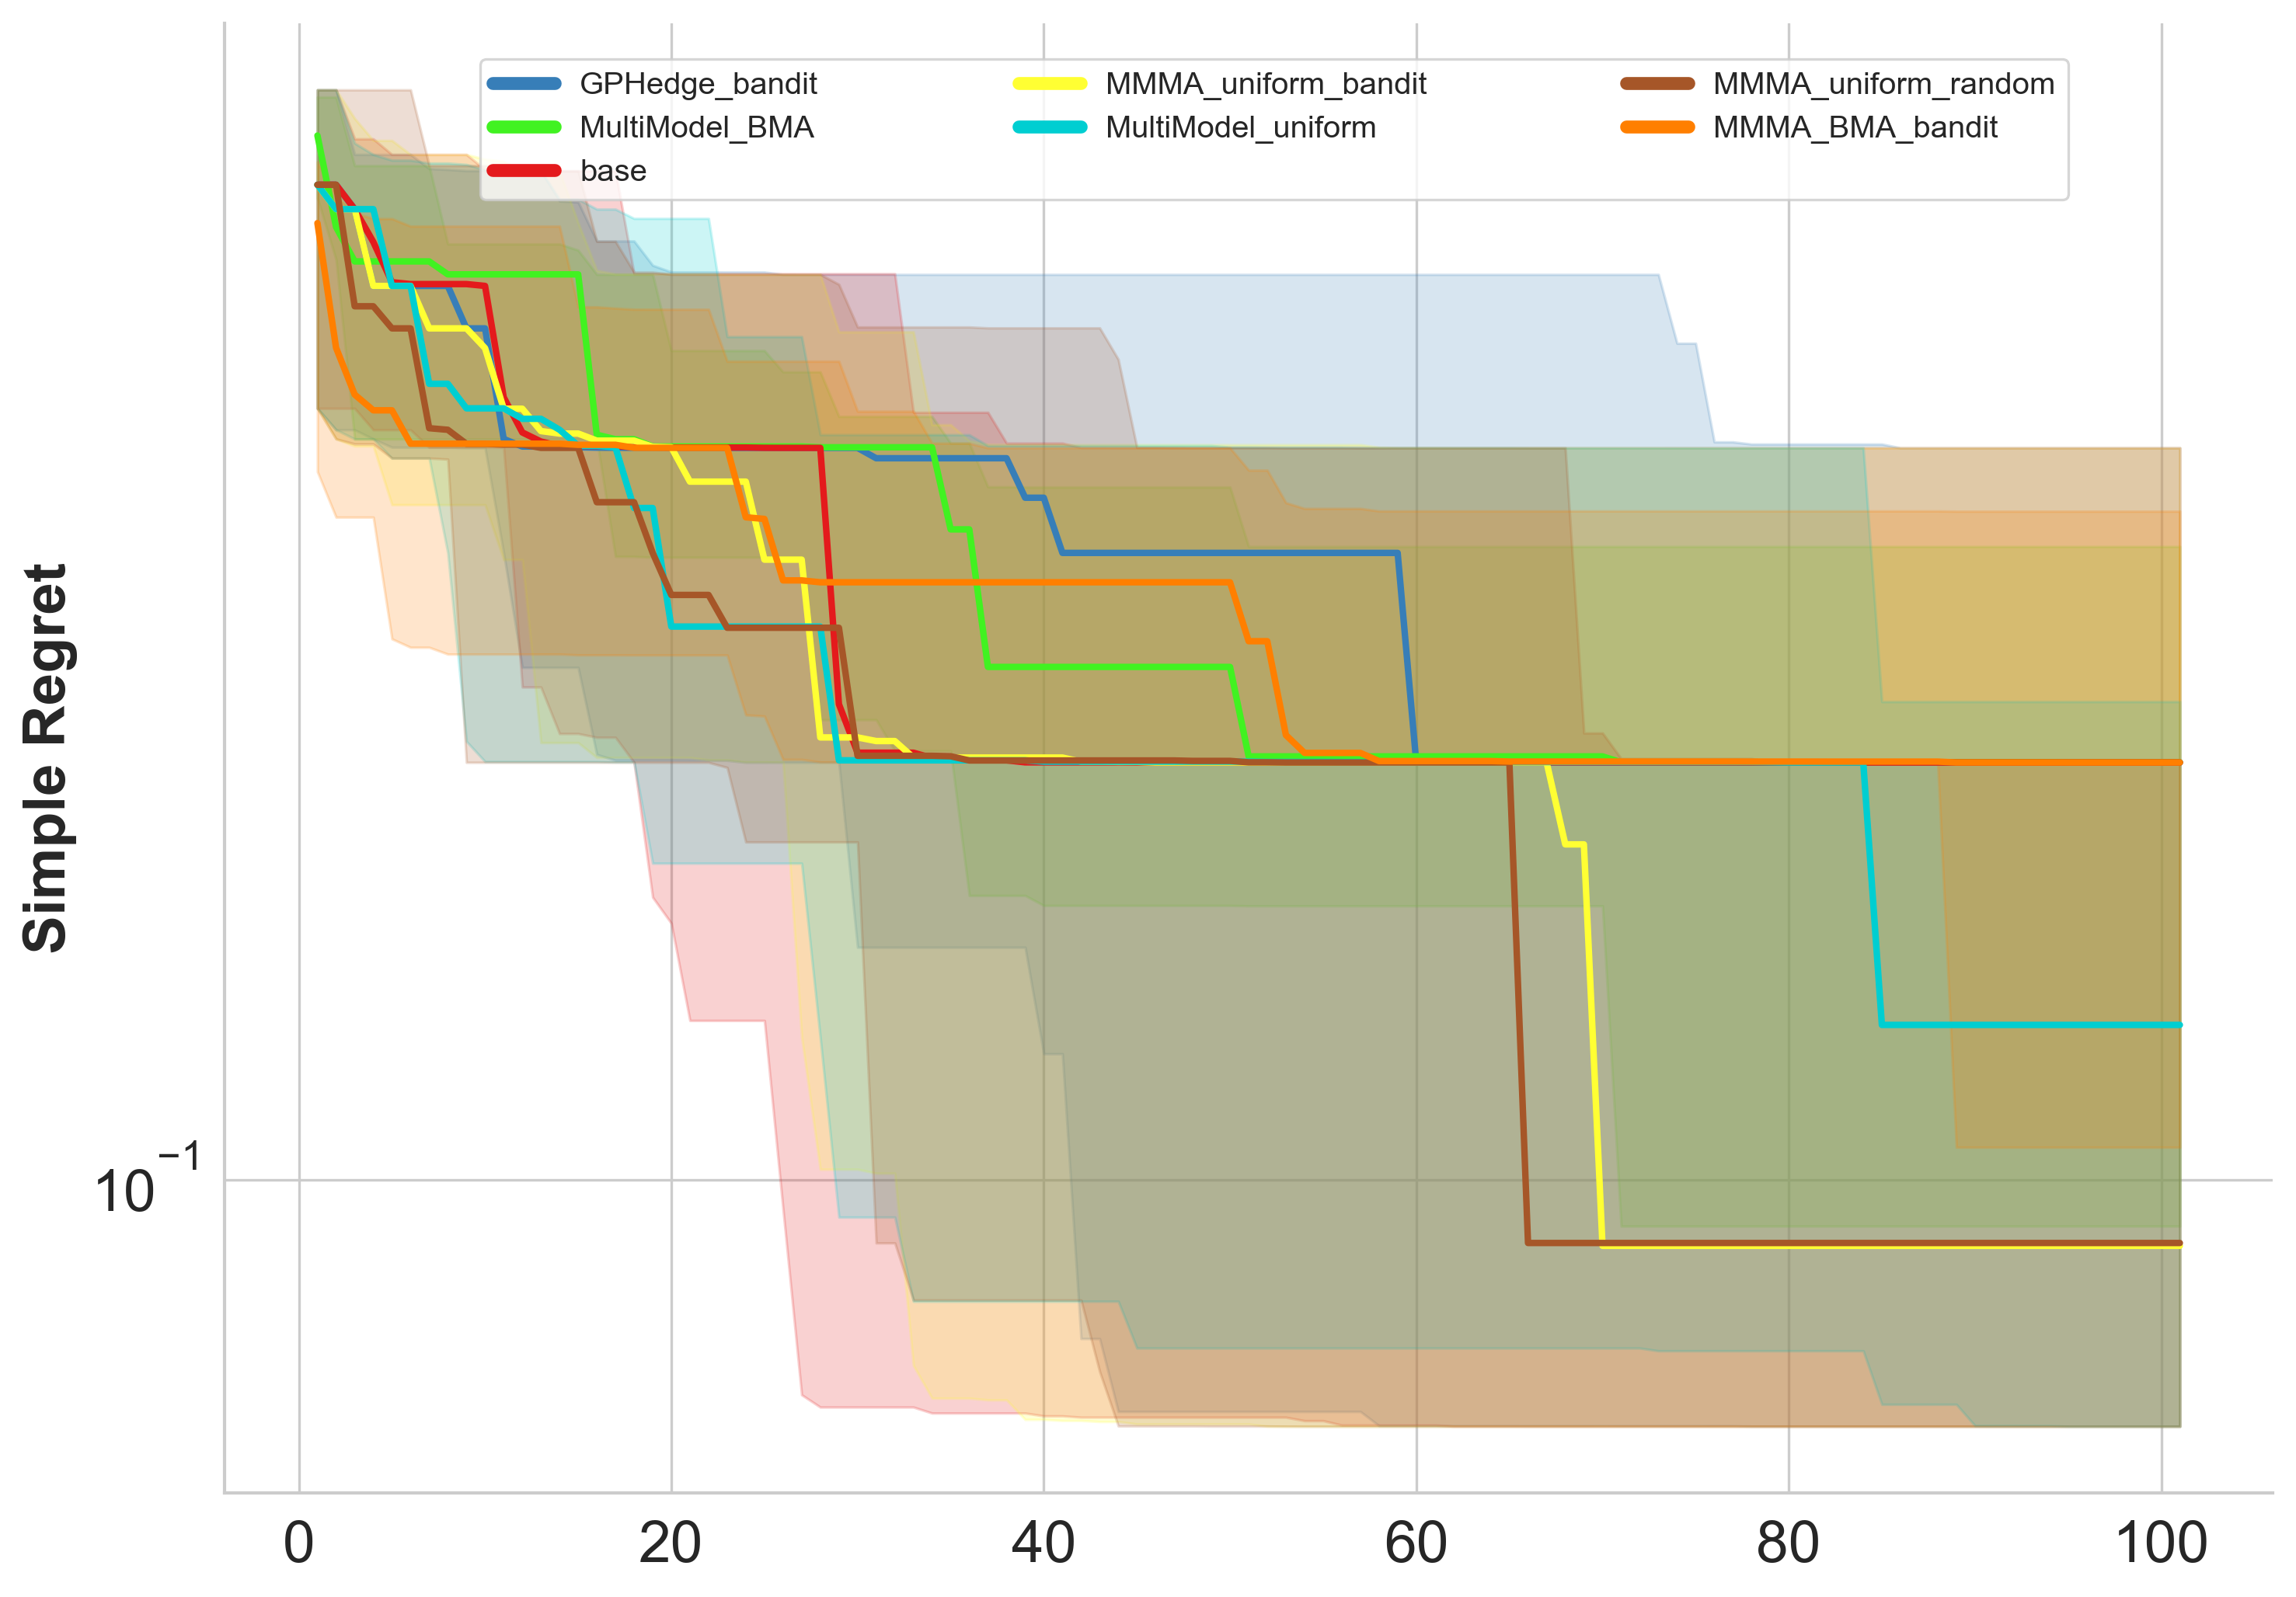 GPHedge_bandit
MultiModel_BMA
base
MMMA_uniform_bandit
MultiModel_uniform
MMMA_uniform_random
MMMA_BMA_bandit
Simple Regret
10⁻¹
0 20 40 60 80 100